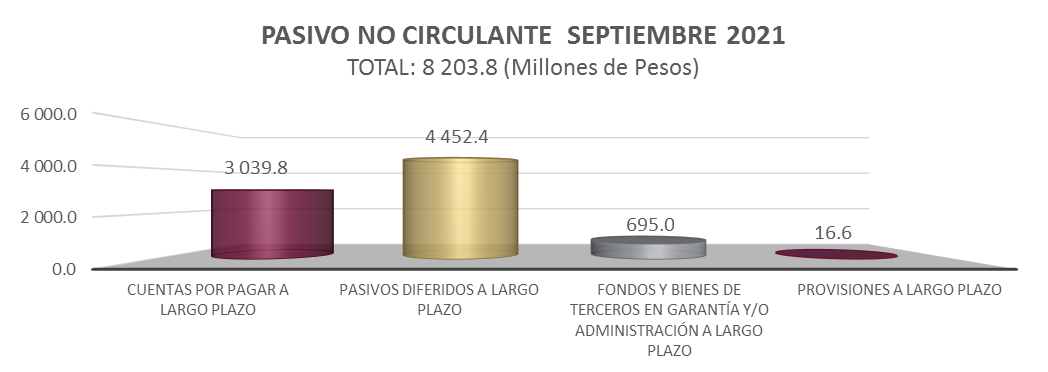 PASIVO NO CIRCULANTE  SEPTIEMBRE 2021
TOTAL: 8 203.8 (Millones de Pesos)
6 000.0
4 000.0
2 000.0
0.0
3 039.8
4 452.4
695.0
16.6
CUENTAS POR PAGAR A
LARGO PLAZO
PASIVOS DIFERIDOS A LARGO
PLAZO
FONDOS Y BIENES DE
TERCEROS EN GARANTÍA Y/O
ADMINISTRACIÓN A LARGO
PLAZO
PROVISIONES A LARGO PLAZO